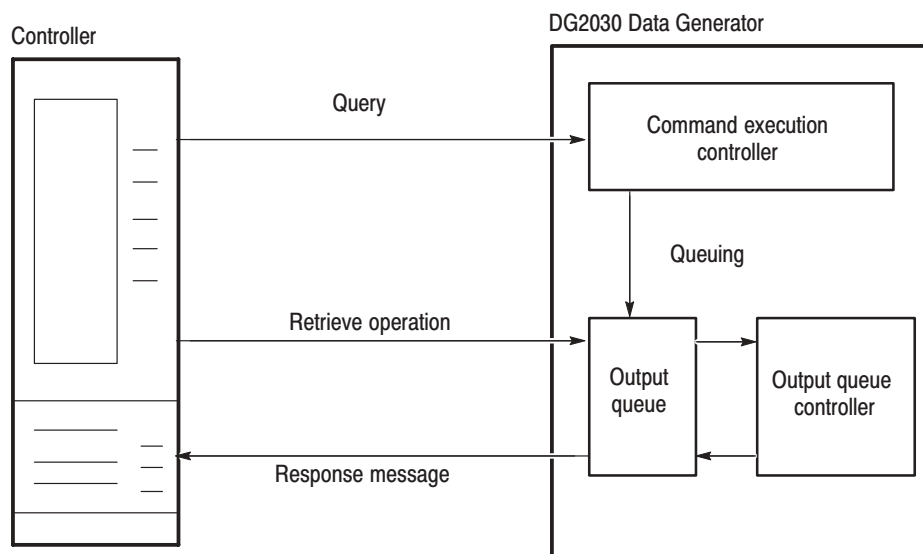 DG2030 Data Generator
Controller
Query
Command execution
controller
Queuing
Retrieve operation
Output
queue
Output queue
controller
Response message